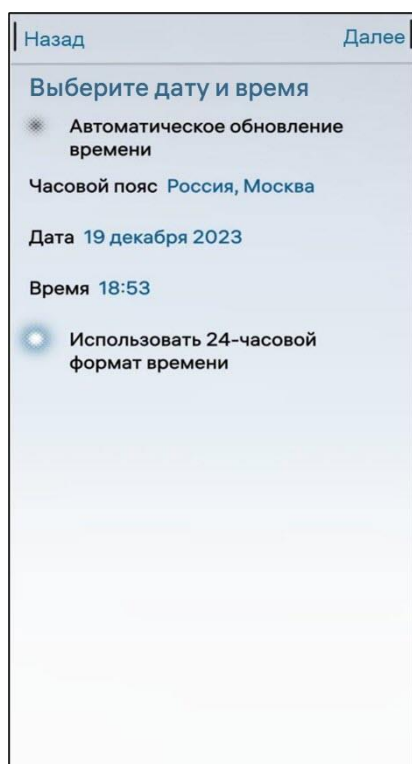 Назад Далее
Выберите дату и время
Автоматическое обновление
времени
Часовой пояс Россия, Москва
Дата 19 декабря 2023
Время 18:53
Использовать 24-часовой
формат времени